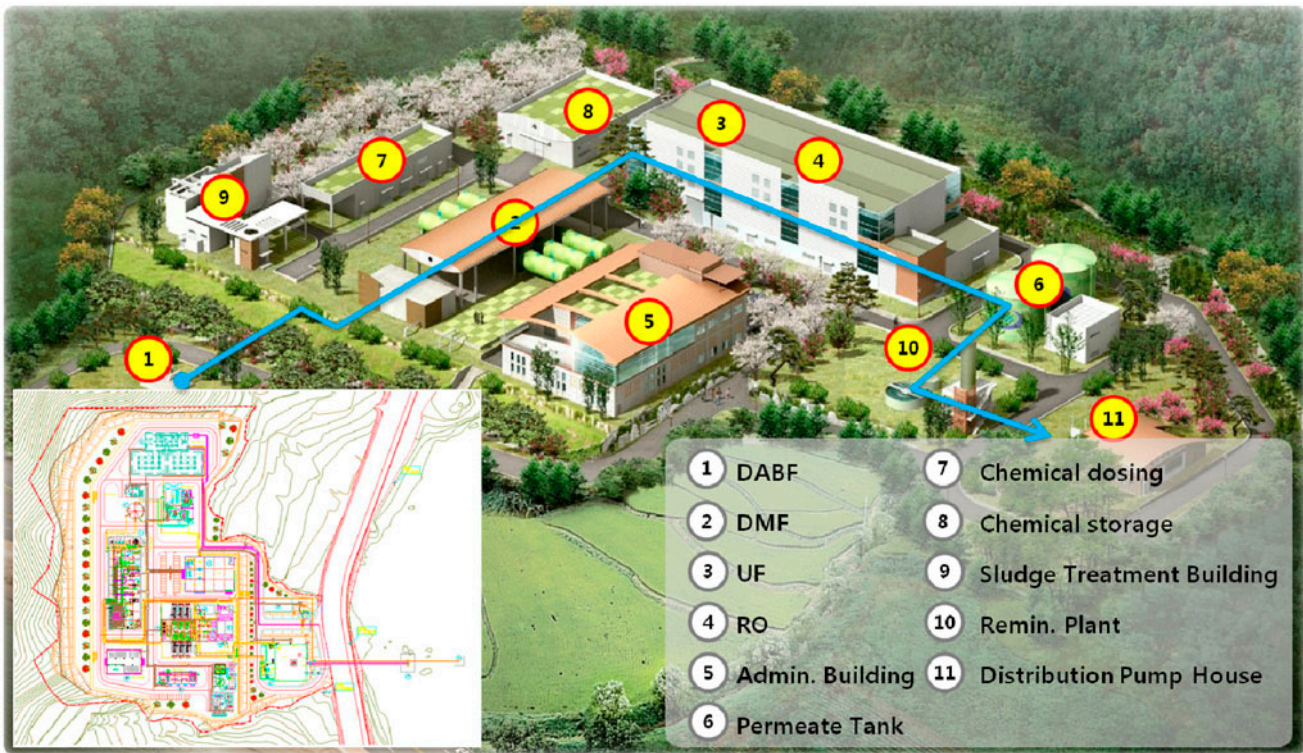 3
8
4
7
9
2
6
5
1
10
11
1 DABF
2 DMF
3 UF
4 RO
5 Admin. Building
6 Permeate Tank
7 Chemical dosing
8 Chemical storage
9 Sludge Treatment Building
10 Remin. Plant
11 Distribution Pump House